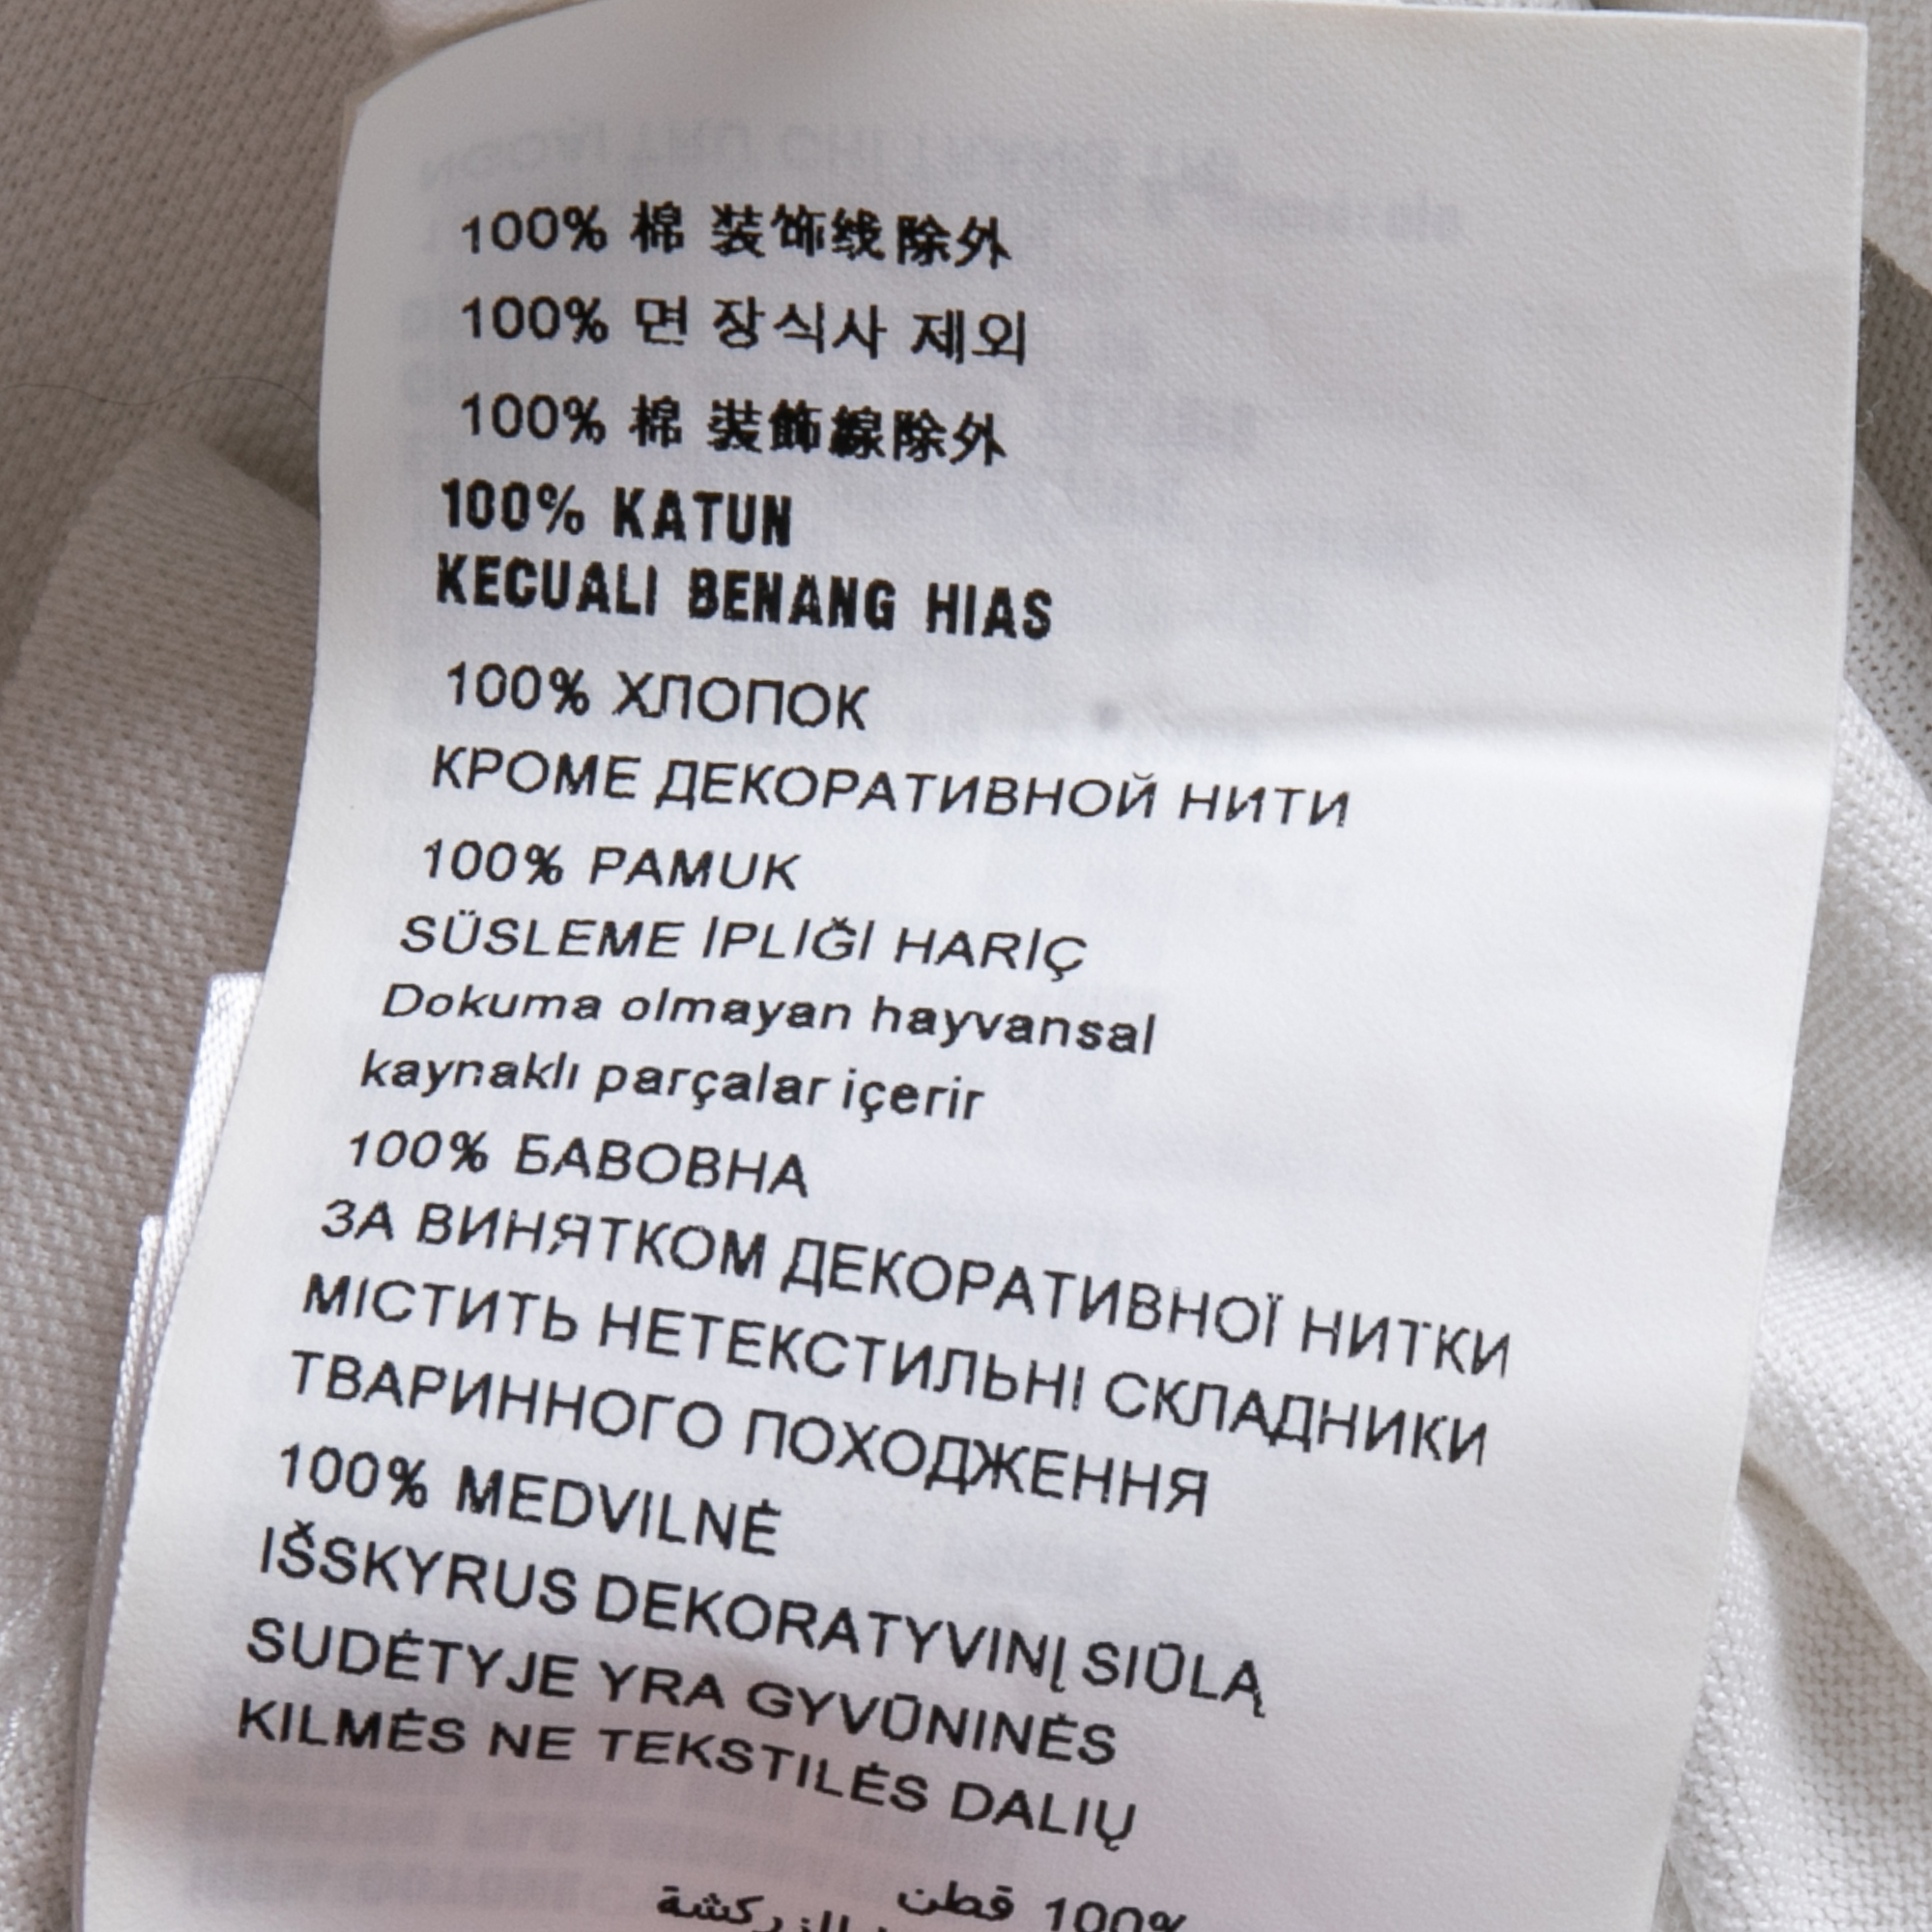 100% 棉 装饰线除外
100% 면 장식사 제외
100% 棉 裝飾線除外
100% KATUN
KECUALI BENANG HIAS
100% ХЛОПОК
КРОМЕ ДЕКОРАТИВНОЙ НИТИ
100% PAMUK
SÜSLEME İPLİĞİ HARİÇ
Dokuma olmayan hayvansal
kaynaklı parçalar içerir
100% БАВОВНА
ЗА ВИНЯТКОМ ДЕКОРАТИВНОЇ НИТКИ
МІСТИТЬ НЕТЕКСТИЛЬНІ СКЛАДНИКИ
ТВАРИННОГО ПОХОДЖЕННЯ
100% MEDVILNĖ
IŠSKYRUS DEKORATYVINĮ SIŪLĄ
SUDĖTYJE YRA GYVŪNINĖS
KILMĖS NE TEKSTILĖS DALIŲ
100% قطن
الزركشة